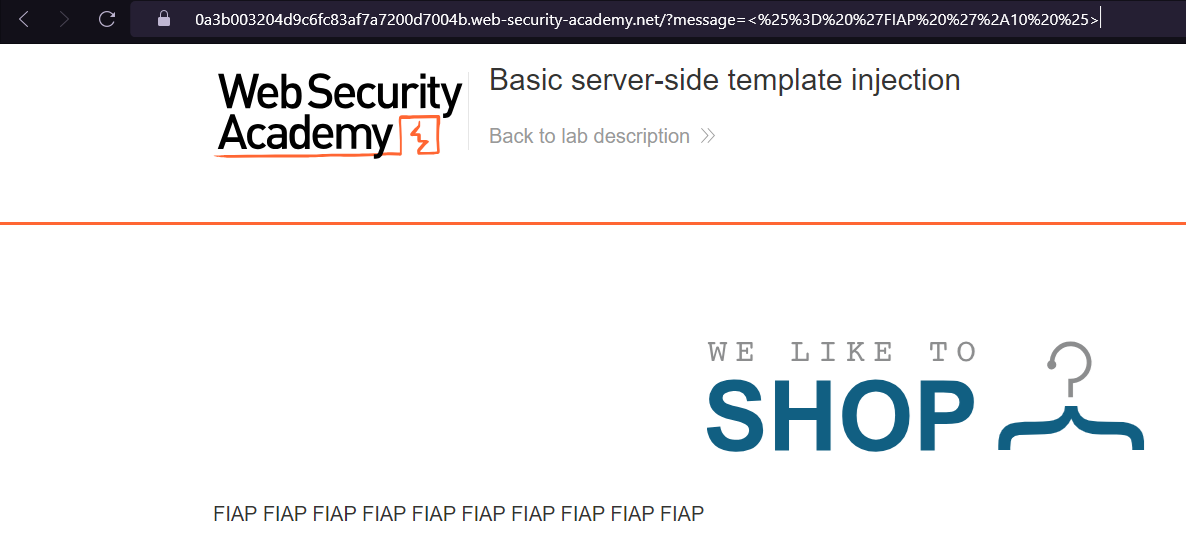 0a3b003204d9c6fc83af7a7200d7004b.web-security-academy.net/?message=<%25%3D%20%27FIAP%20%27%2A10%20%25>
Web Security
Academy
Basic server-side template injection
Back to lab description
WE LIKE TO
SHOP
FIAP FIAP FIAP FIAP FIAP FIAP FIAP FIAP FIAP FIAP